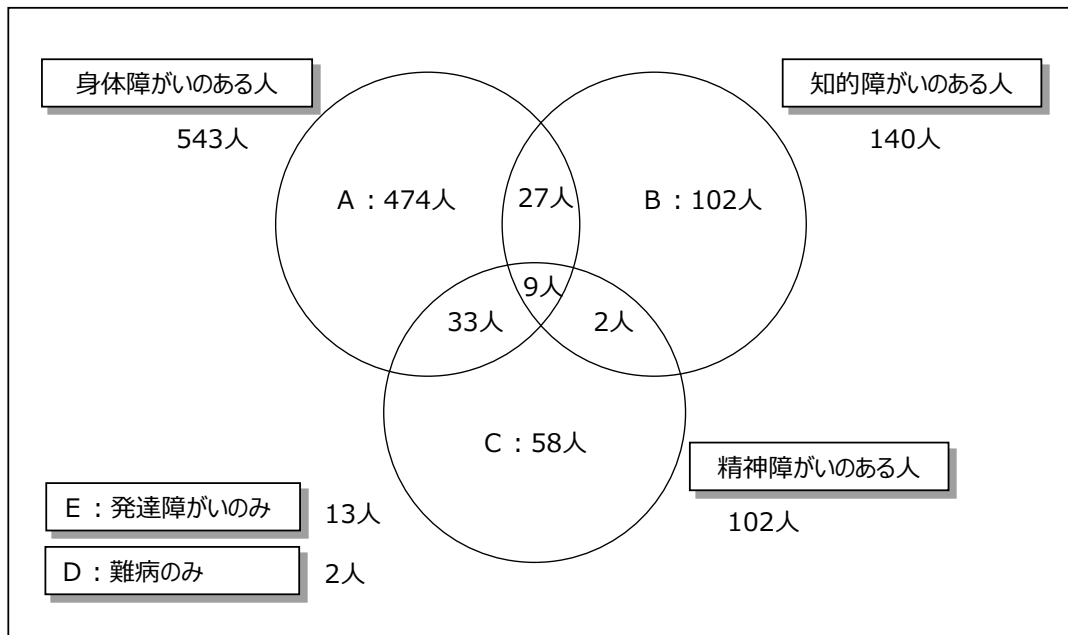 身体障がいのある人
543人
知的障がいのある人
140人
A：474人
27人
B：102人
9人
33人
2人
C：58人
精神障がいのある人
102人
E：発達障がいのみ
13人
D：難病のみ
2人